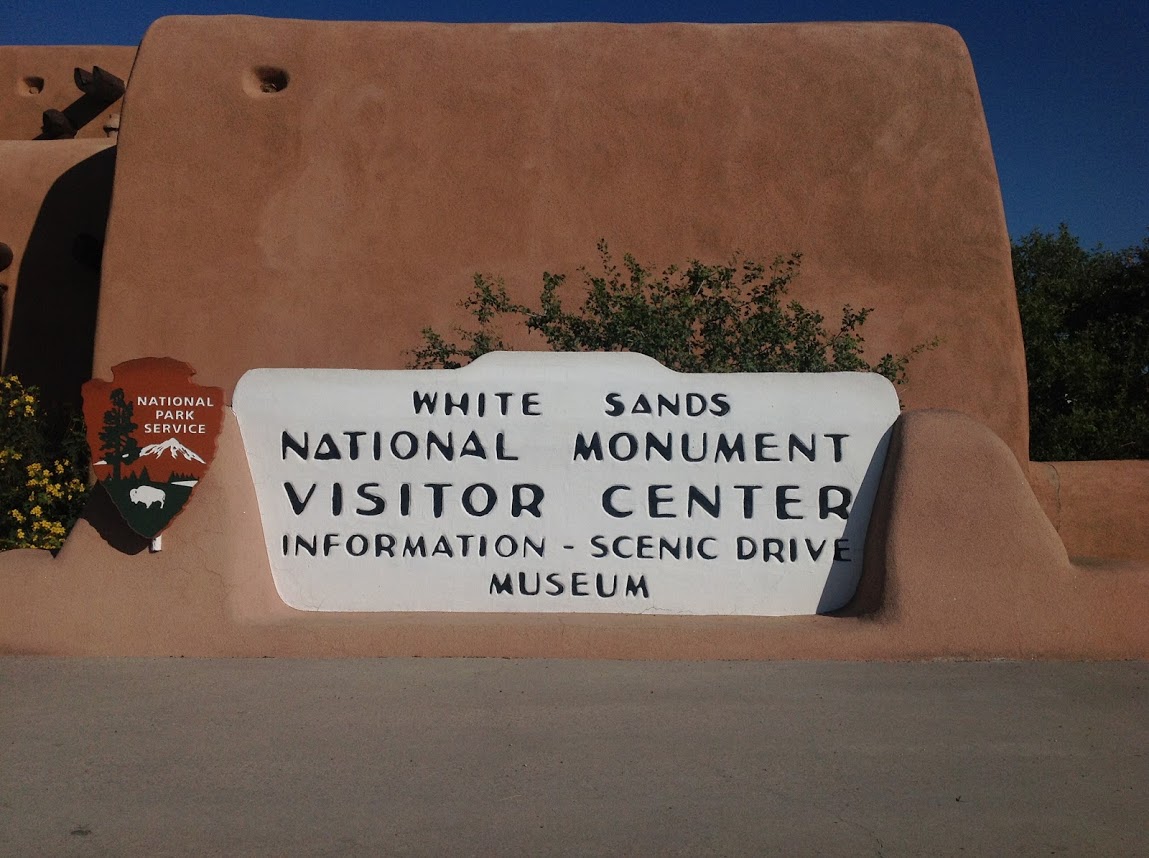 NATIONAL
PARK
SERVICE
WHITE SANDS
NATIONAL MONUMENT
VISITOR CENTER
INFORMATION - SCENIC DRIVE
MUSEUM